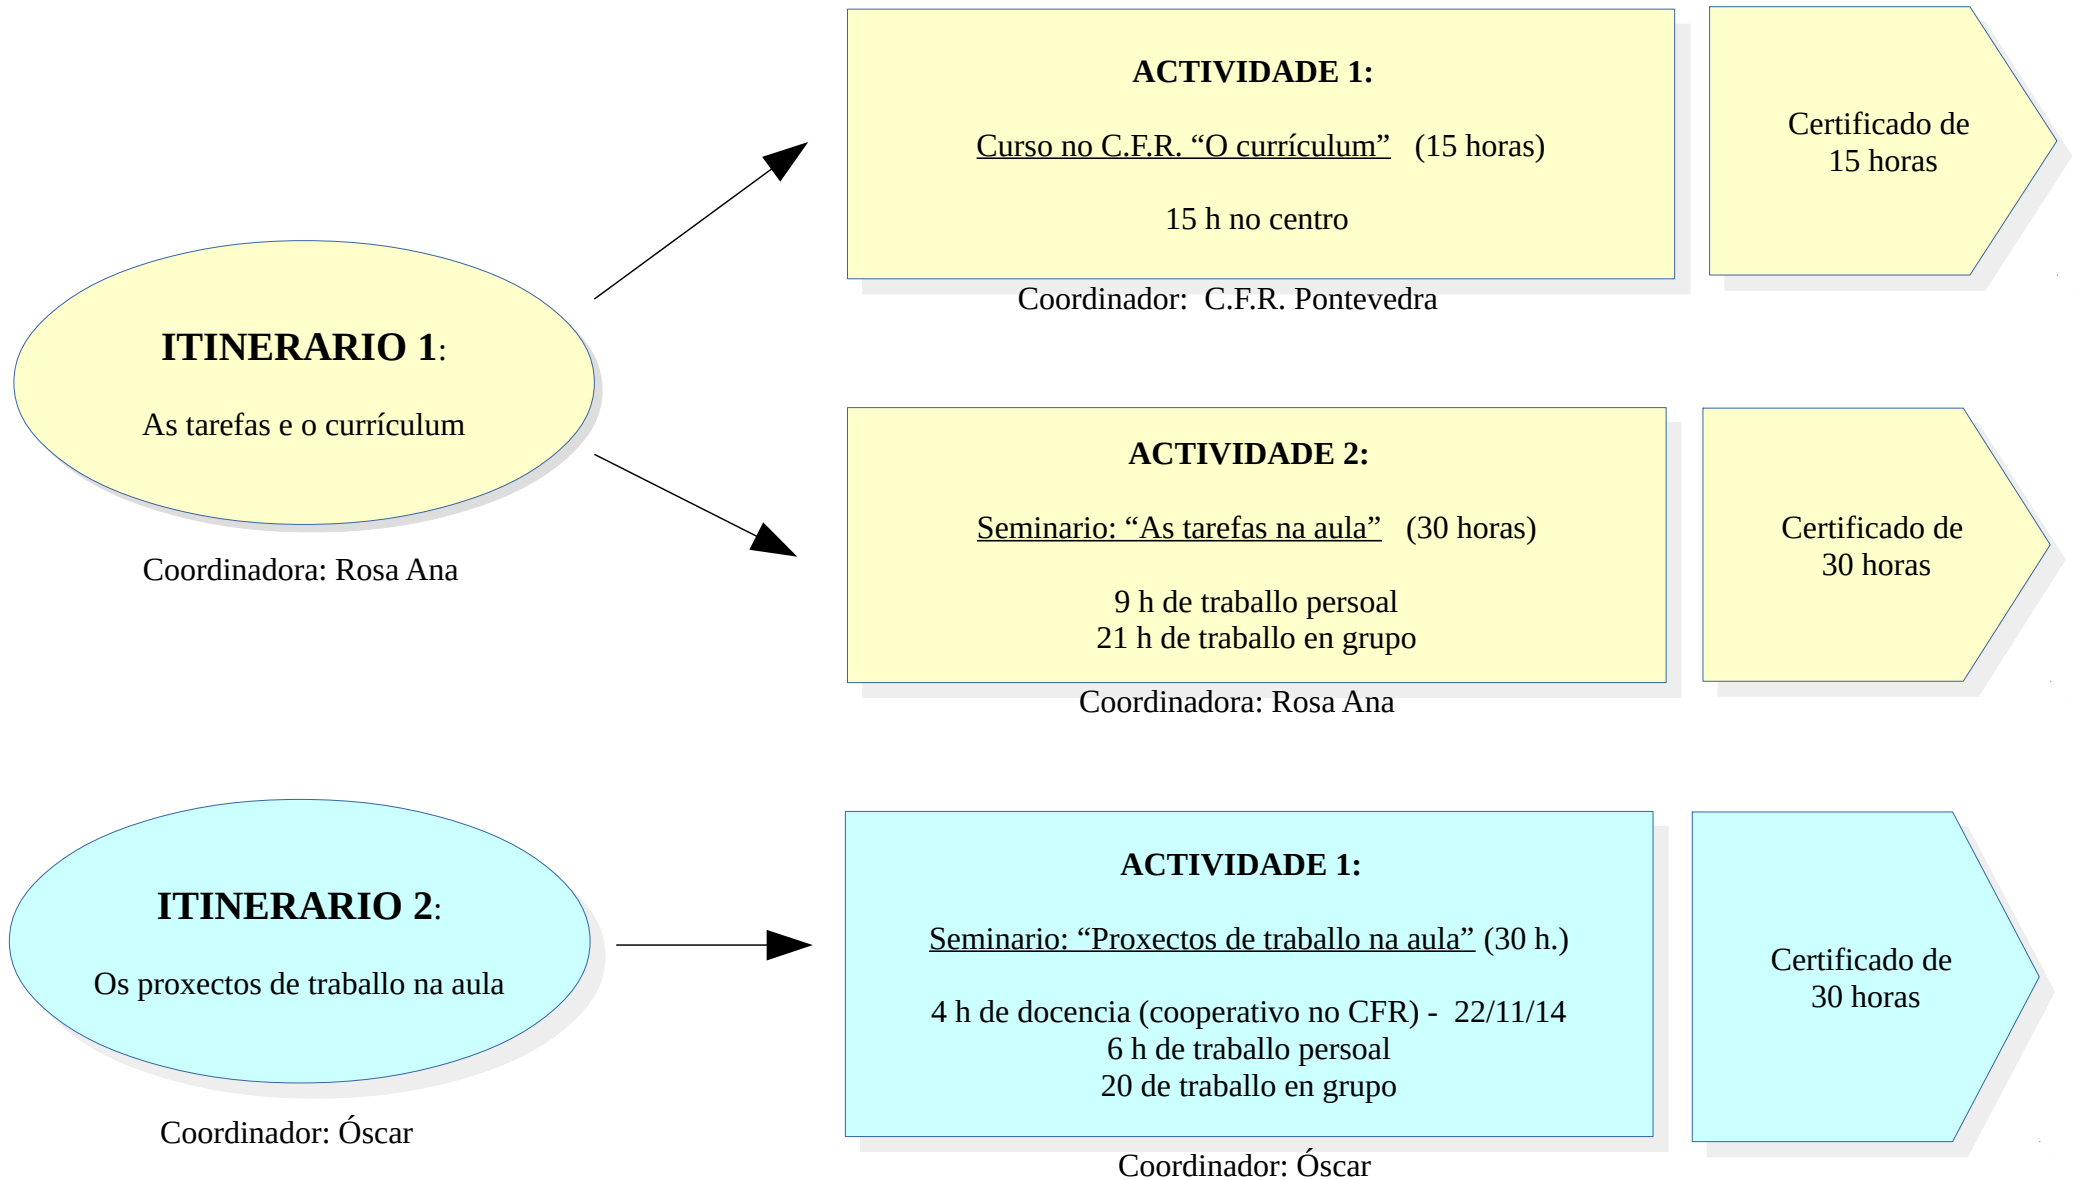 ITINERARIO 1:
As tarefas e o currículum
Coordinadora: Rosa Ana
ACTIVIDADE 1:
Curso no C.F.R. “O currículum” (15 horas)
15 h no centro
Coordinador: C.F.R. Pontevedra
Certificado de
15 horas
ACTIVIDADE 2:
Seminario: “As tarefas na aula” (30 horas)
9 h de traballo persoal
21 h de traballo en grupo
Coordinadora: Rosa Ana
Certificado de
30 horas
ITINERARIO 2:
Os proxectos de traballo na aula
Coordinador: Óscar
ACTIVIDADE 1:
Seminario: “Proxectos de traballo na aula” (30 h.)
4 h de docencia (cooperativo no CFR) - 22/11/14
6 h de traballo persoal
20 de traballo en grupo
Coordinador: Óscar
Certificado de
30 horas